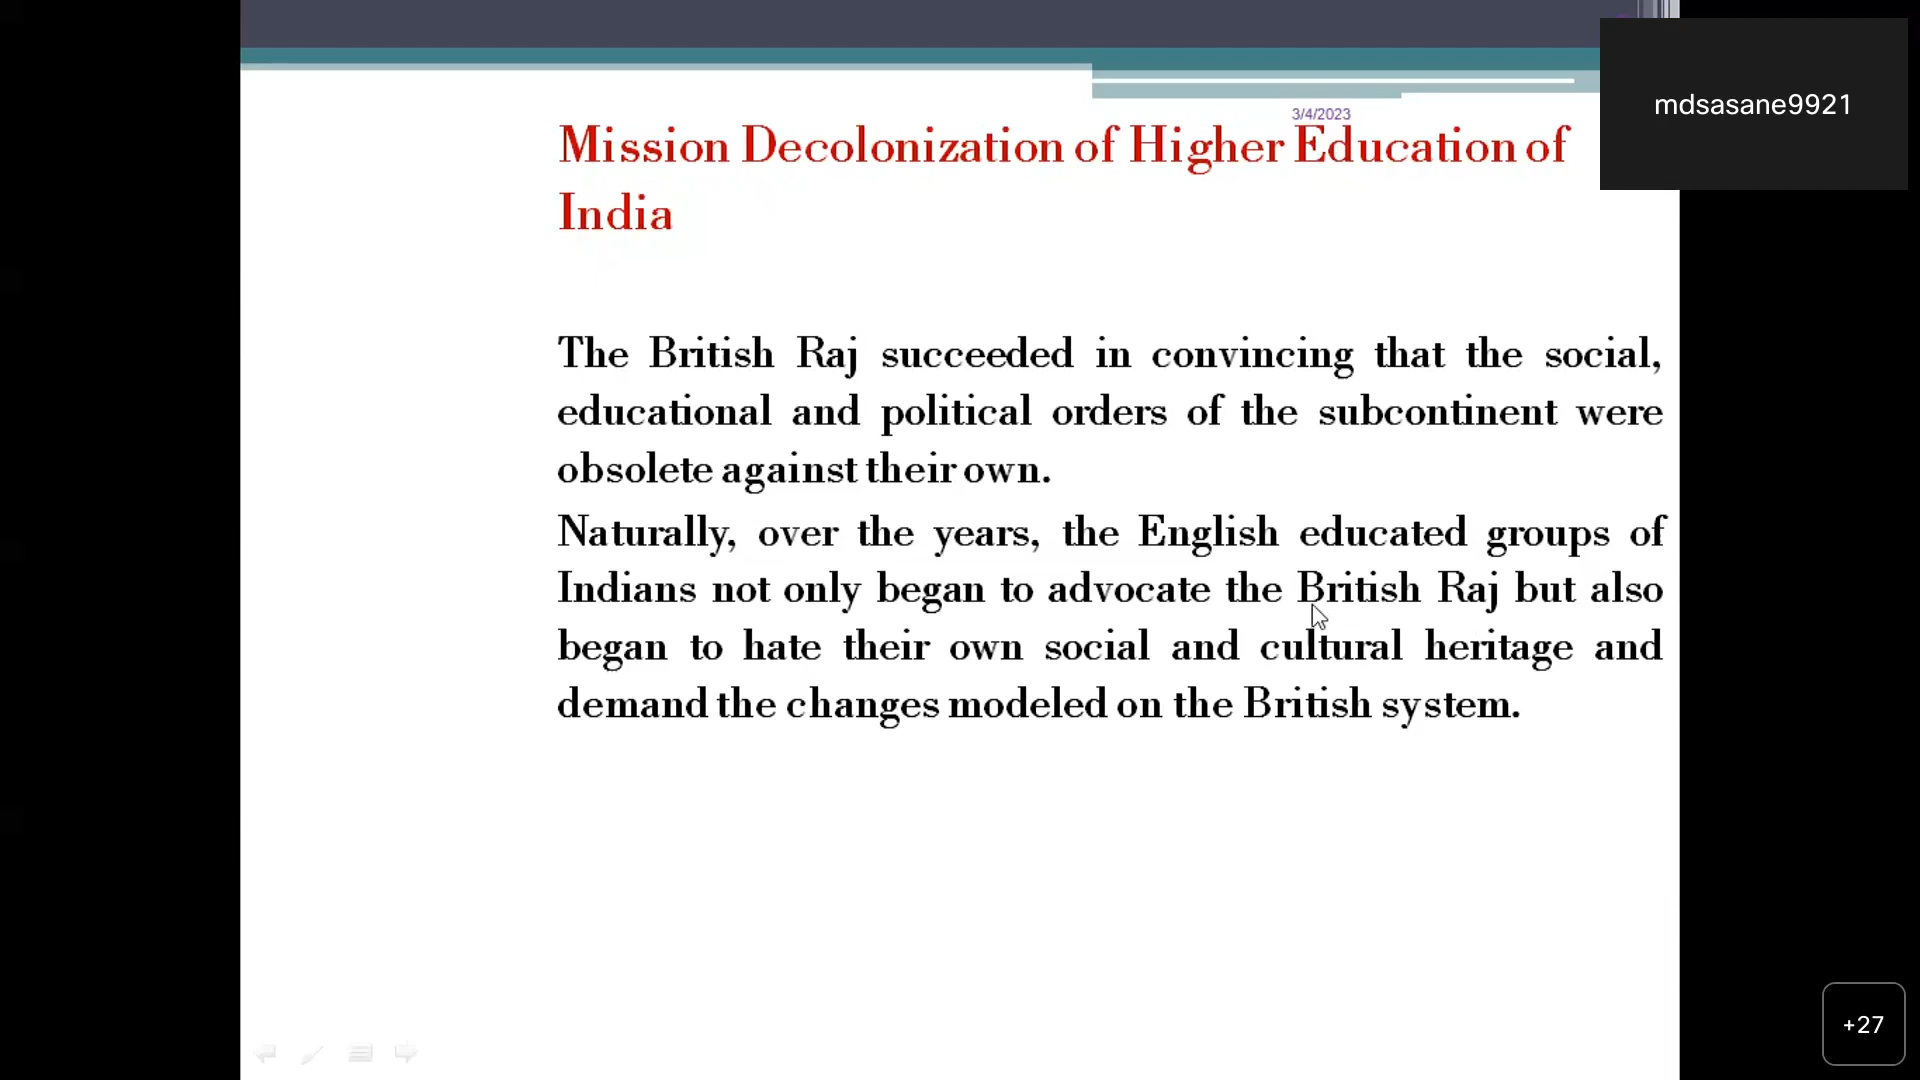 3/4/2023
mdsasane9921
Mission Decolonization of Higher Education of
India
The British Raj succeeded in convincing that the social,
educational and political orders of the subcontinent were
obsolete against their own.
Naturally, over the years, the English educated groups of
Indians not only began to advocate the British Raj but also
began to hate their own social and cultural heritage and
demand the changes modeled on the British system.
+27